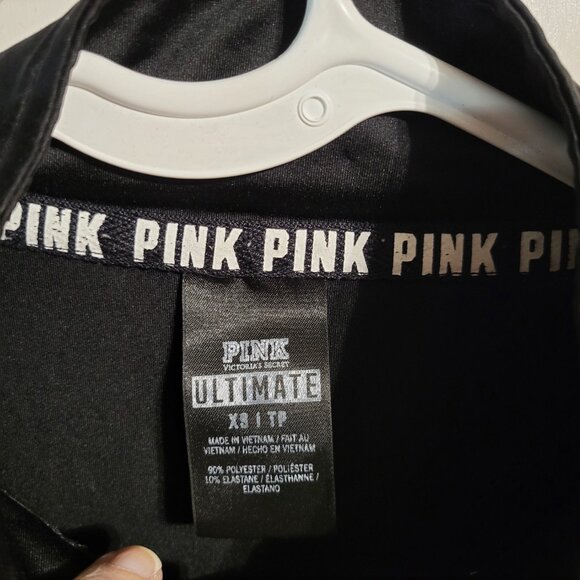 PINK PINK PINK PINK PIN
PINK
VICTORIA'S SECRET
ULTIMATE
XS | TP
MADE IN VIETNAM / FAIT AU
VIETNAM / HECHO EN VIETNAM
90% POLYESTER / POLIÉSTER
10% ELASTANE / ÉLASTHANNE /
ELASTANO